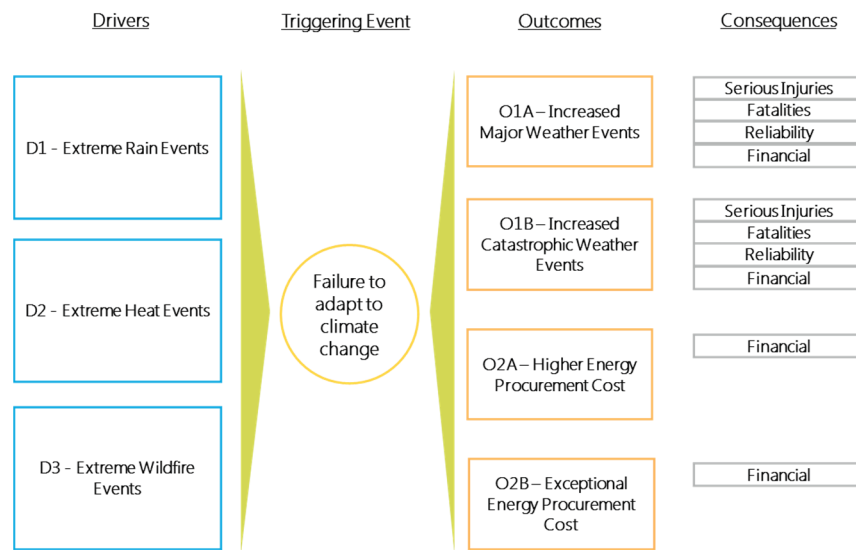 Drivers
Triggering Event
Outcomes
Consequences
D1 - Extreme Rain Events
D2 - Extreme Heat Events
D3 - Extreme Wildfire
Events
Failure to
adapt to
climate
change
O1A – Increased
Major Weather Events
Serious Injuries
Fatalities
Reliability
Financial
O1B – Increased
Catastrophic Weather
Events
Serious Injuries
Fatalities
Reliability
Financial
O2A – Higher Energy
Procurement Cost
Financial
O2B – Exceptional
Energy Procurement
Cost
Financial